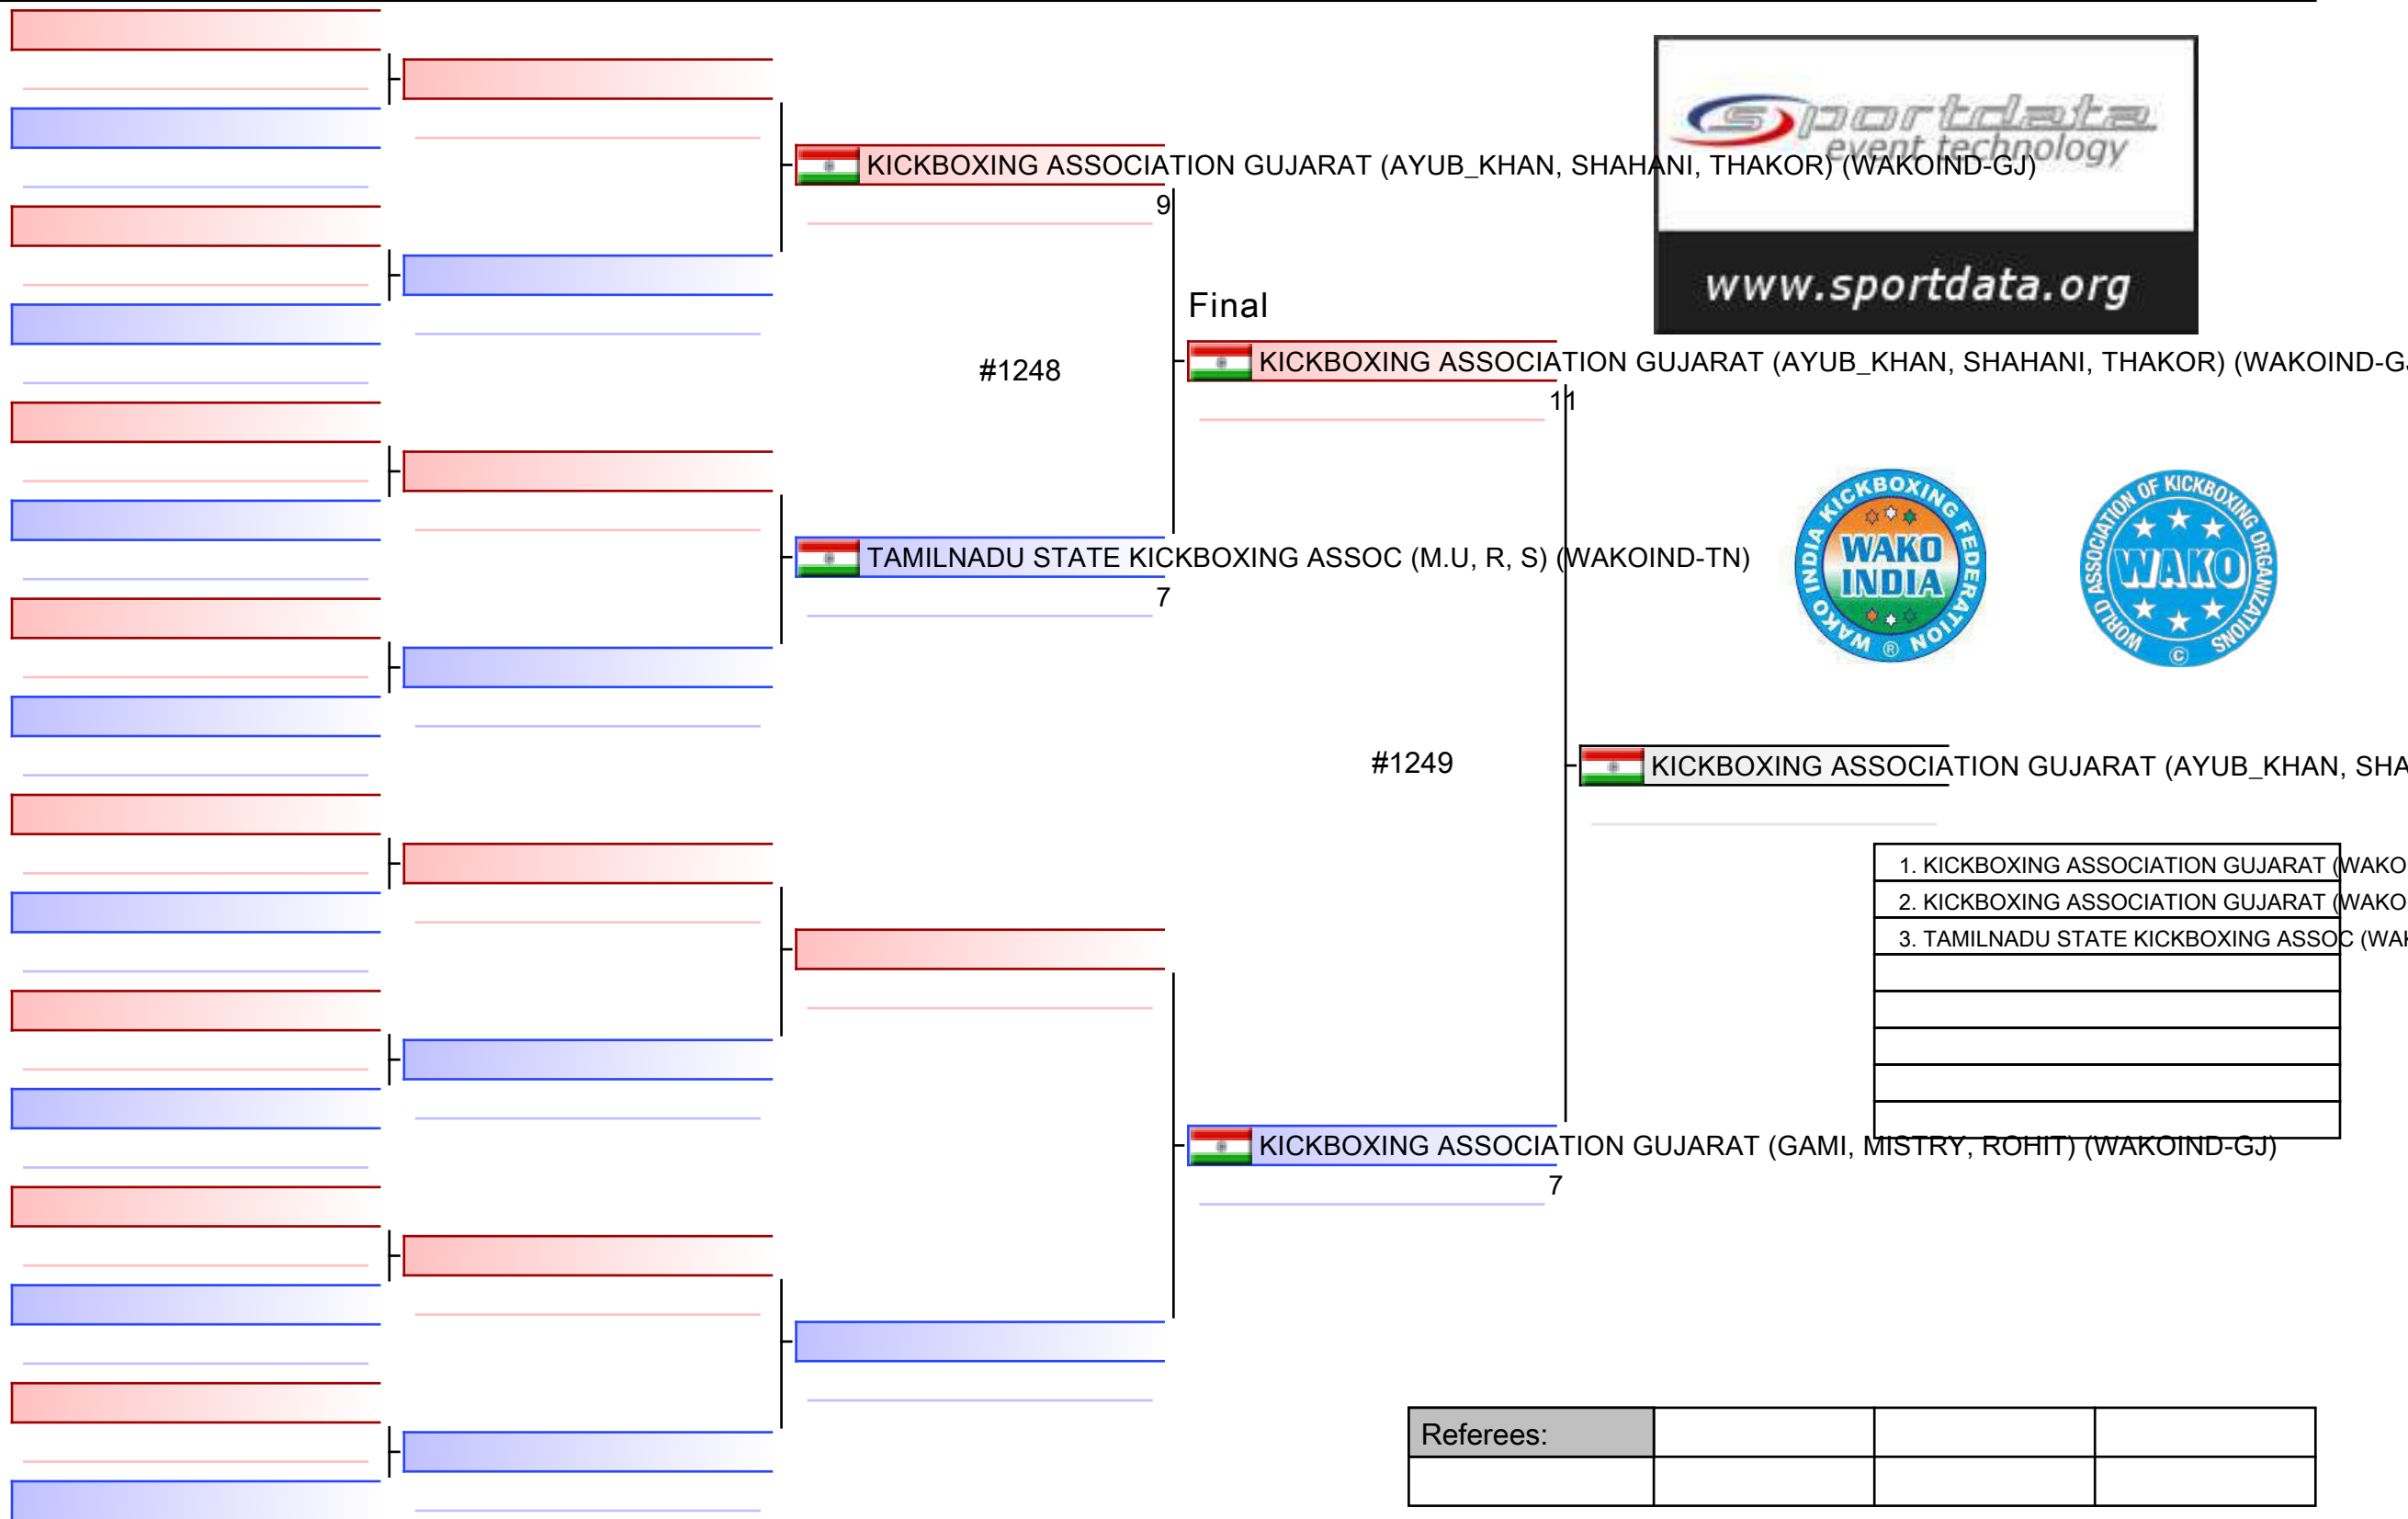 sportdata
event technology
www.sportdata.org
KICKBOXING ASSOCIATION GUJARAT (AYUB_KHAN, SHAHANI, THAKOR) (WAKOIND-GJ)
9
Final
#1248
KICKBOXING ASSOCIATION GUJARAT (AYUB_KHAN, SHAHANI, THAKOR) (WAKOIND-GJ
11
WAKO INDIA KICKBOXING FEDERATION
WAKO
INDIA
®
WORLD ASSOCIATION OF KICKBOXING ORGANIZATIONS
WAKO
©
TAMILNADU STATE KICKBOXING ASSOC (M.U, R, S) (WAKOIND-TN)
7
#1249
KICKBOXING ASSOCIATION GUJARAT (AYUB_KHAN, SHA
1. KICKBOXING ASSOCIATION GUJARAT (WAKO
2. KICKBOXING ASSOCIATION GUJARAT (WAKO
3. TAMILNADU STATE KICKBOXING ASSOC (WAK
KICKBOXING ASSOCIATION GUJARAT (GAMI, MISTRY, ROHIT) (WAKOIND-GJ)
7
Referees: